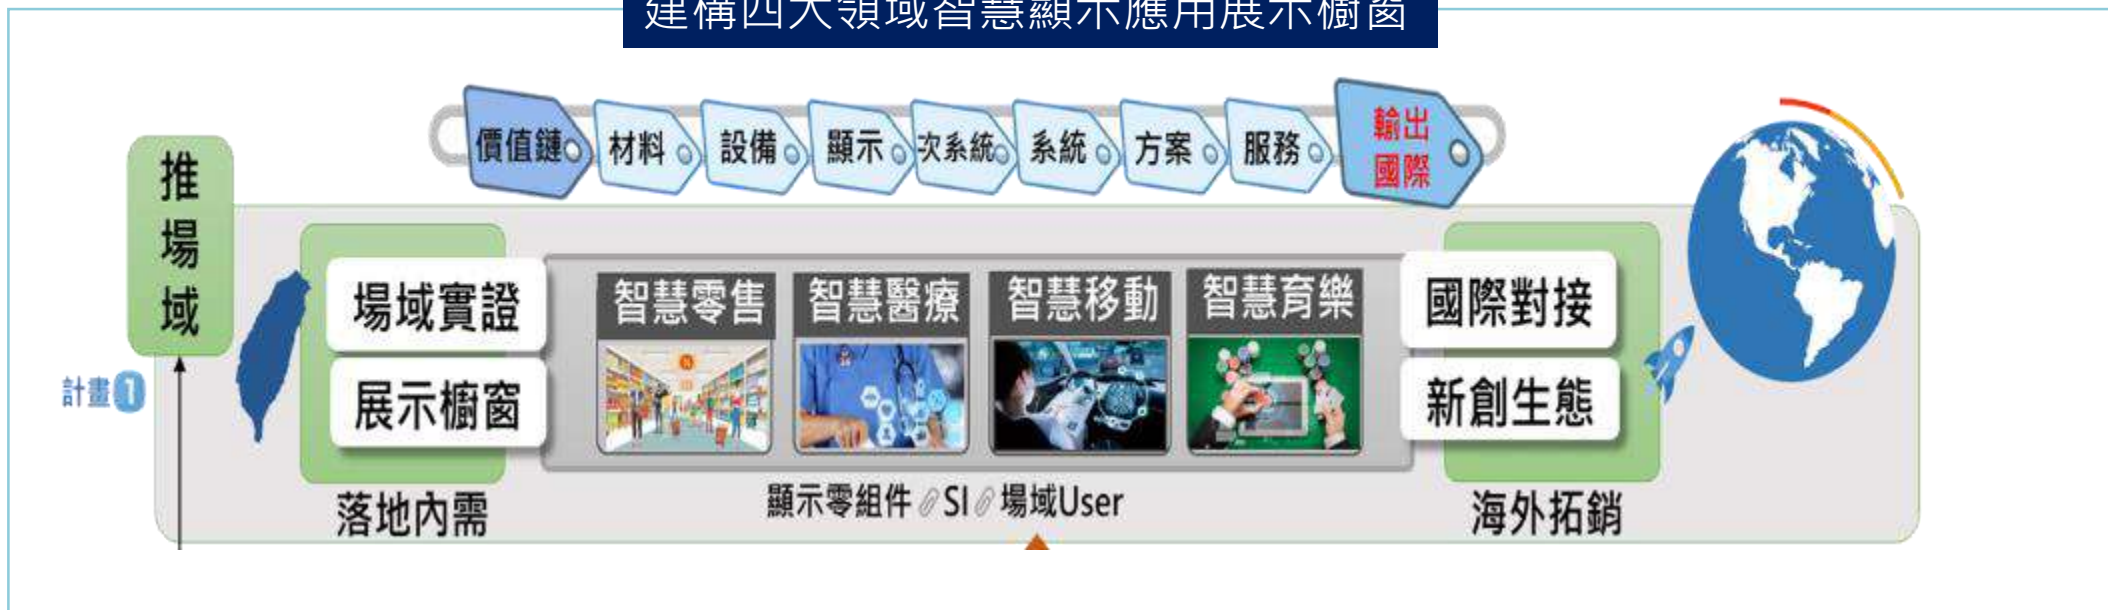 建構四大領域智慧顯示應用展示櫥窗
價值鏈 材料 設備 顯示 次系統 系統 方案 服務 輸出
國際
推
場
域
計畫1
場域實證
展示櫥窗
落地內需
智慧零售 智慧醫療 智慧移動 智慧育樂
顯示零組件 SI 場域User
國際對接
新創生態
海外拓銷